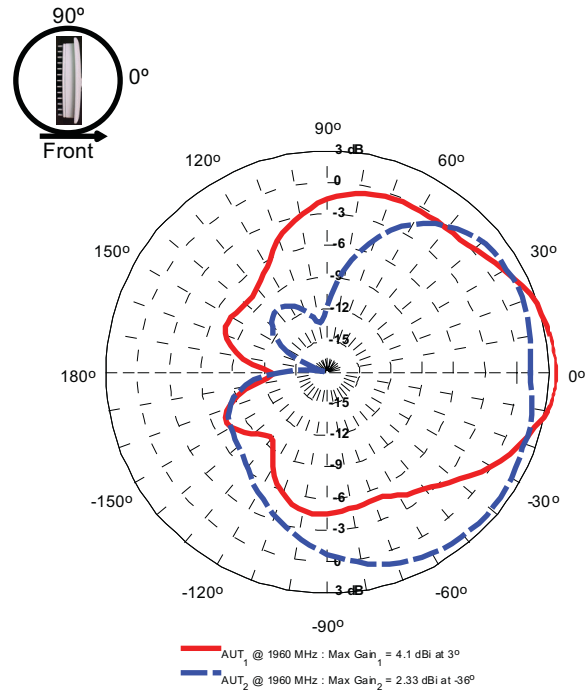 90º
0º
Front
90º
3 dB
120º
60º
0
-3
150º
-6
30º
-9
-12
-15
180º
0º
-15
-12
-9
-150º
-30º
-6
-3
0
-120º
-60º
3 dB
-90º
AUT1 @ 1960 MHz : Max Gain1 = 4.1 dBi at 3º
AUT2 @ 1960 MHz : Max Gain2 = 2.33 dBi at -36º